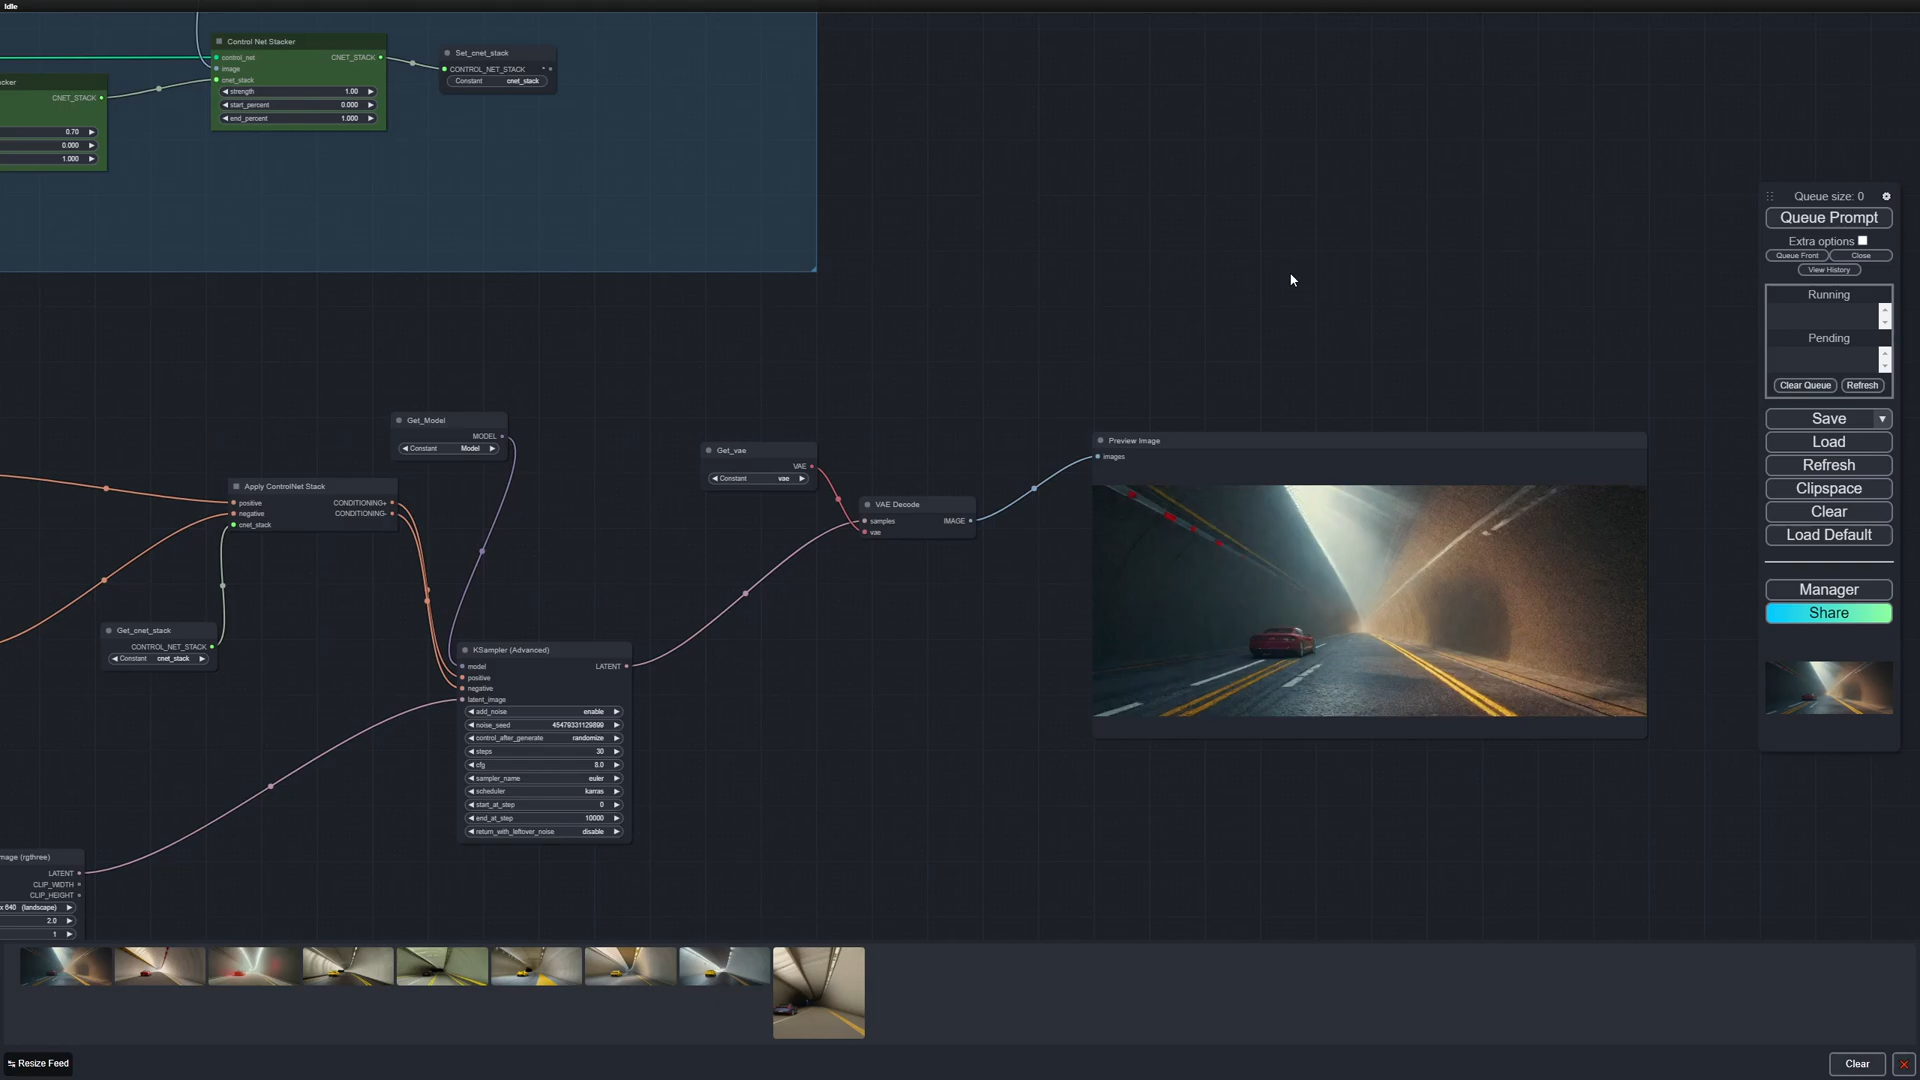 Idle
Control Net Stacker
control_net
CNET_STACK
image
cnet_stack
strength 1.00
start_percent 0.000
end_percent 1.000
Set_cnet_stack
CONTROL_NET_STACK
Constant cnet_stack
cker
CNET_STACK
0.70
0.000
1.000
Queue size: 0
Queue Prompt
Extra options
Queue Front
Close
View History
Running
Pending
Clear Queue
Refresh
Save
Load
Refresh
Clipspace
Clear
Load Default
Manager
Share
Get_Model
MODEL
Constant Model
Get_vae
VAE
Constant vae
Preview Image
images
Apply ControlNet Stack
positive CONDITIONING+
negative CONDITIONING-
cnet_stack
VAE Decode
samples IMAGE
vae
Get_cnet_stack
CONTROL_NET_STACK
Constant cnet_stack
KSampler (Advanced)
model LATENT
positive
negative
latent_image
add_noise enable
noise_seed 45479331129899
control_after_generate randomize
steps 30
cfg 8.0
sampler_name euler
scheduler karras
start_at_step 0
end_at_step 10000
return_with_leftover_noise disable
mage (rgthree)
LATENT
CLIP_WIDTH
CLIP_HEIGHT
x 640 (landscape)
2.0
1
Resize Feed
Clear